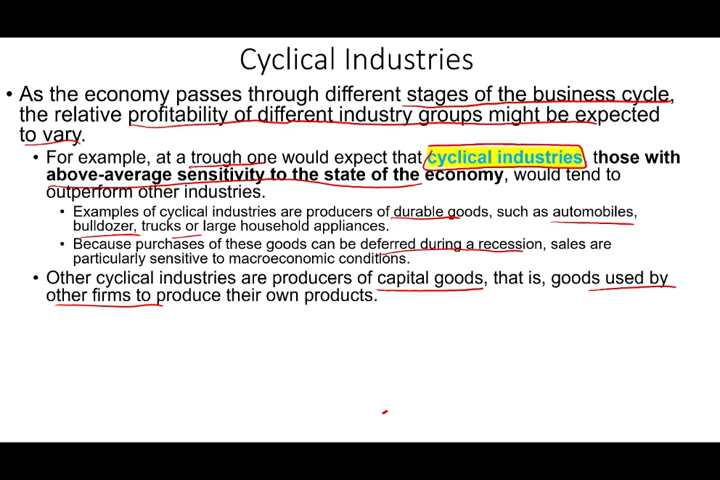 Cyclical Industries
• As the economy passes through different stages of the business cycle,
the relative profitability of different industry groups might be expected
to vary.
• For example, at a trough one would expect that cyclical industries, those with
above-average sensitivity to the state of the economy, would tend to
outperform other industries.
• Examples of cyclical industries are producers of durable goods, such as automobiles,
bulldozer, trucks or large household appliances.
• Because purchases of these goods can be deferred during a recession, sales are
particularly sensitive to macroeconomic conditions.
• Other cyclical industries are producers of capital goods, that is, goods used by
other firms to produce their own products.